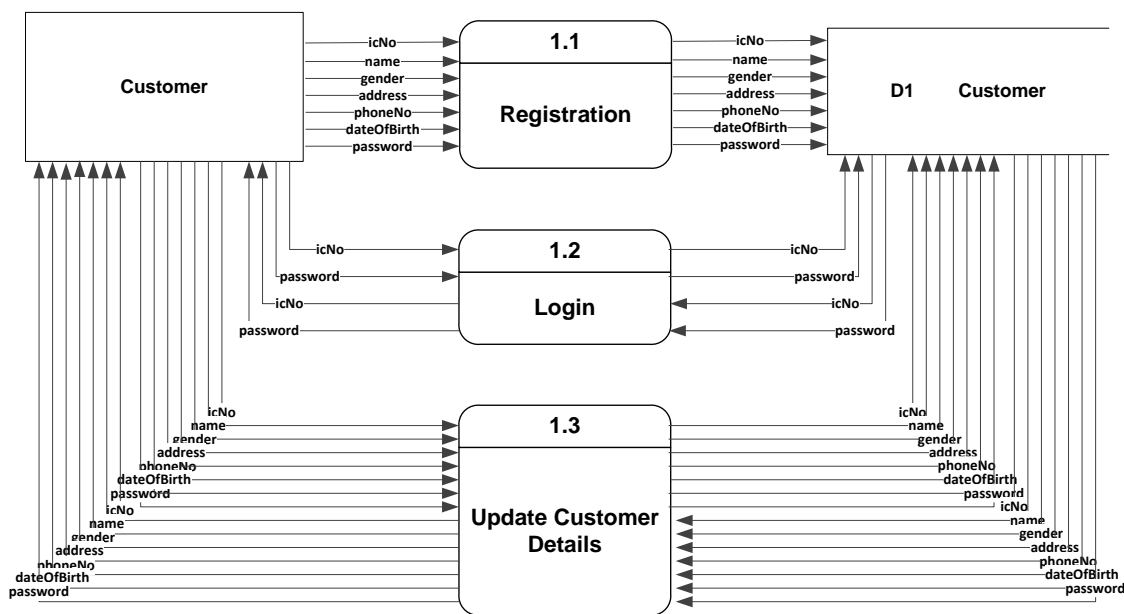 Customer
icNo
name
gender
address
phoneNo
dateOfBirth
password
1.1
Registration
icNo
name
gender
address
phoneNo
dateOfBirth
password
D1 Customer
icNo
password
icNo
password
1.2
Login
icNo
password
icNo
password
icNo
name
gender
address
phoneNo
dateOfBirth
password
icNo
name
gender
address
phoneNo
dateOfBirth
password
1.3
Update Customer
Details
icNo
name
gender
address
phoneNo
dateOfBirth
password
icNo
name
gender
address
phoneNo
dateOfBirth
password